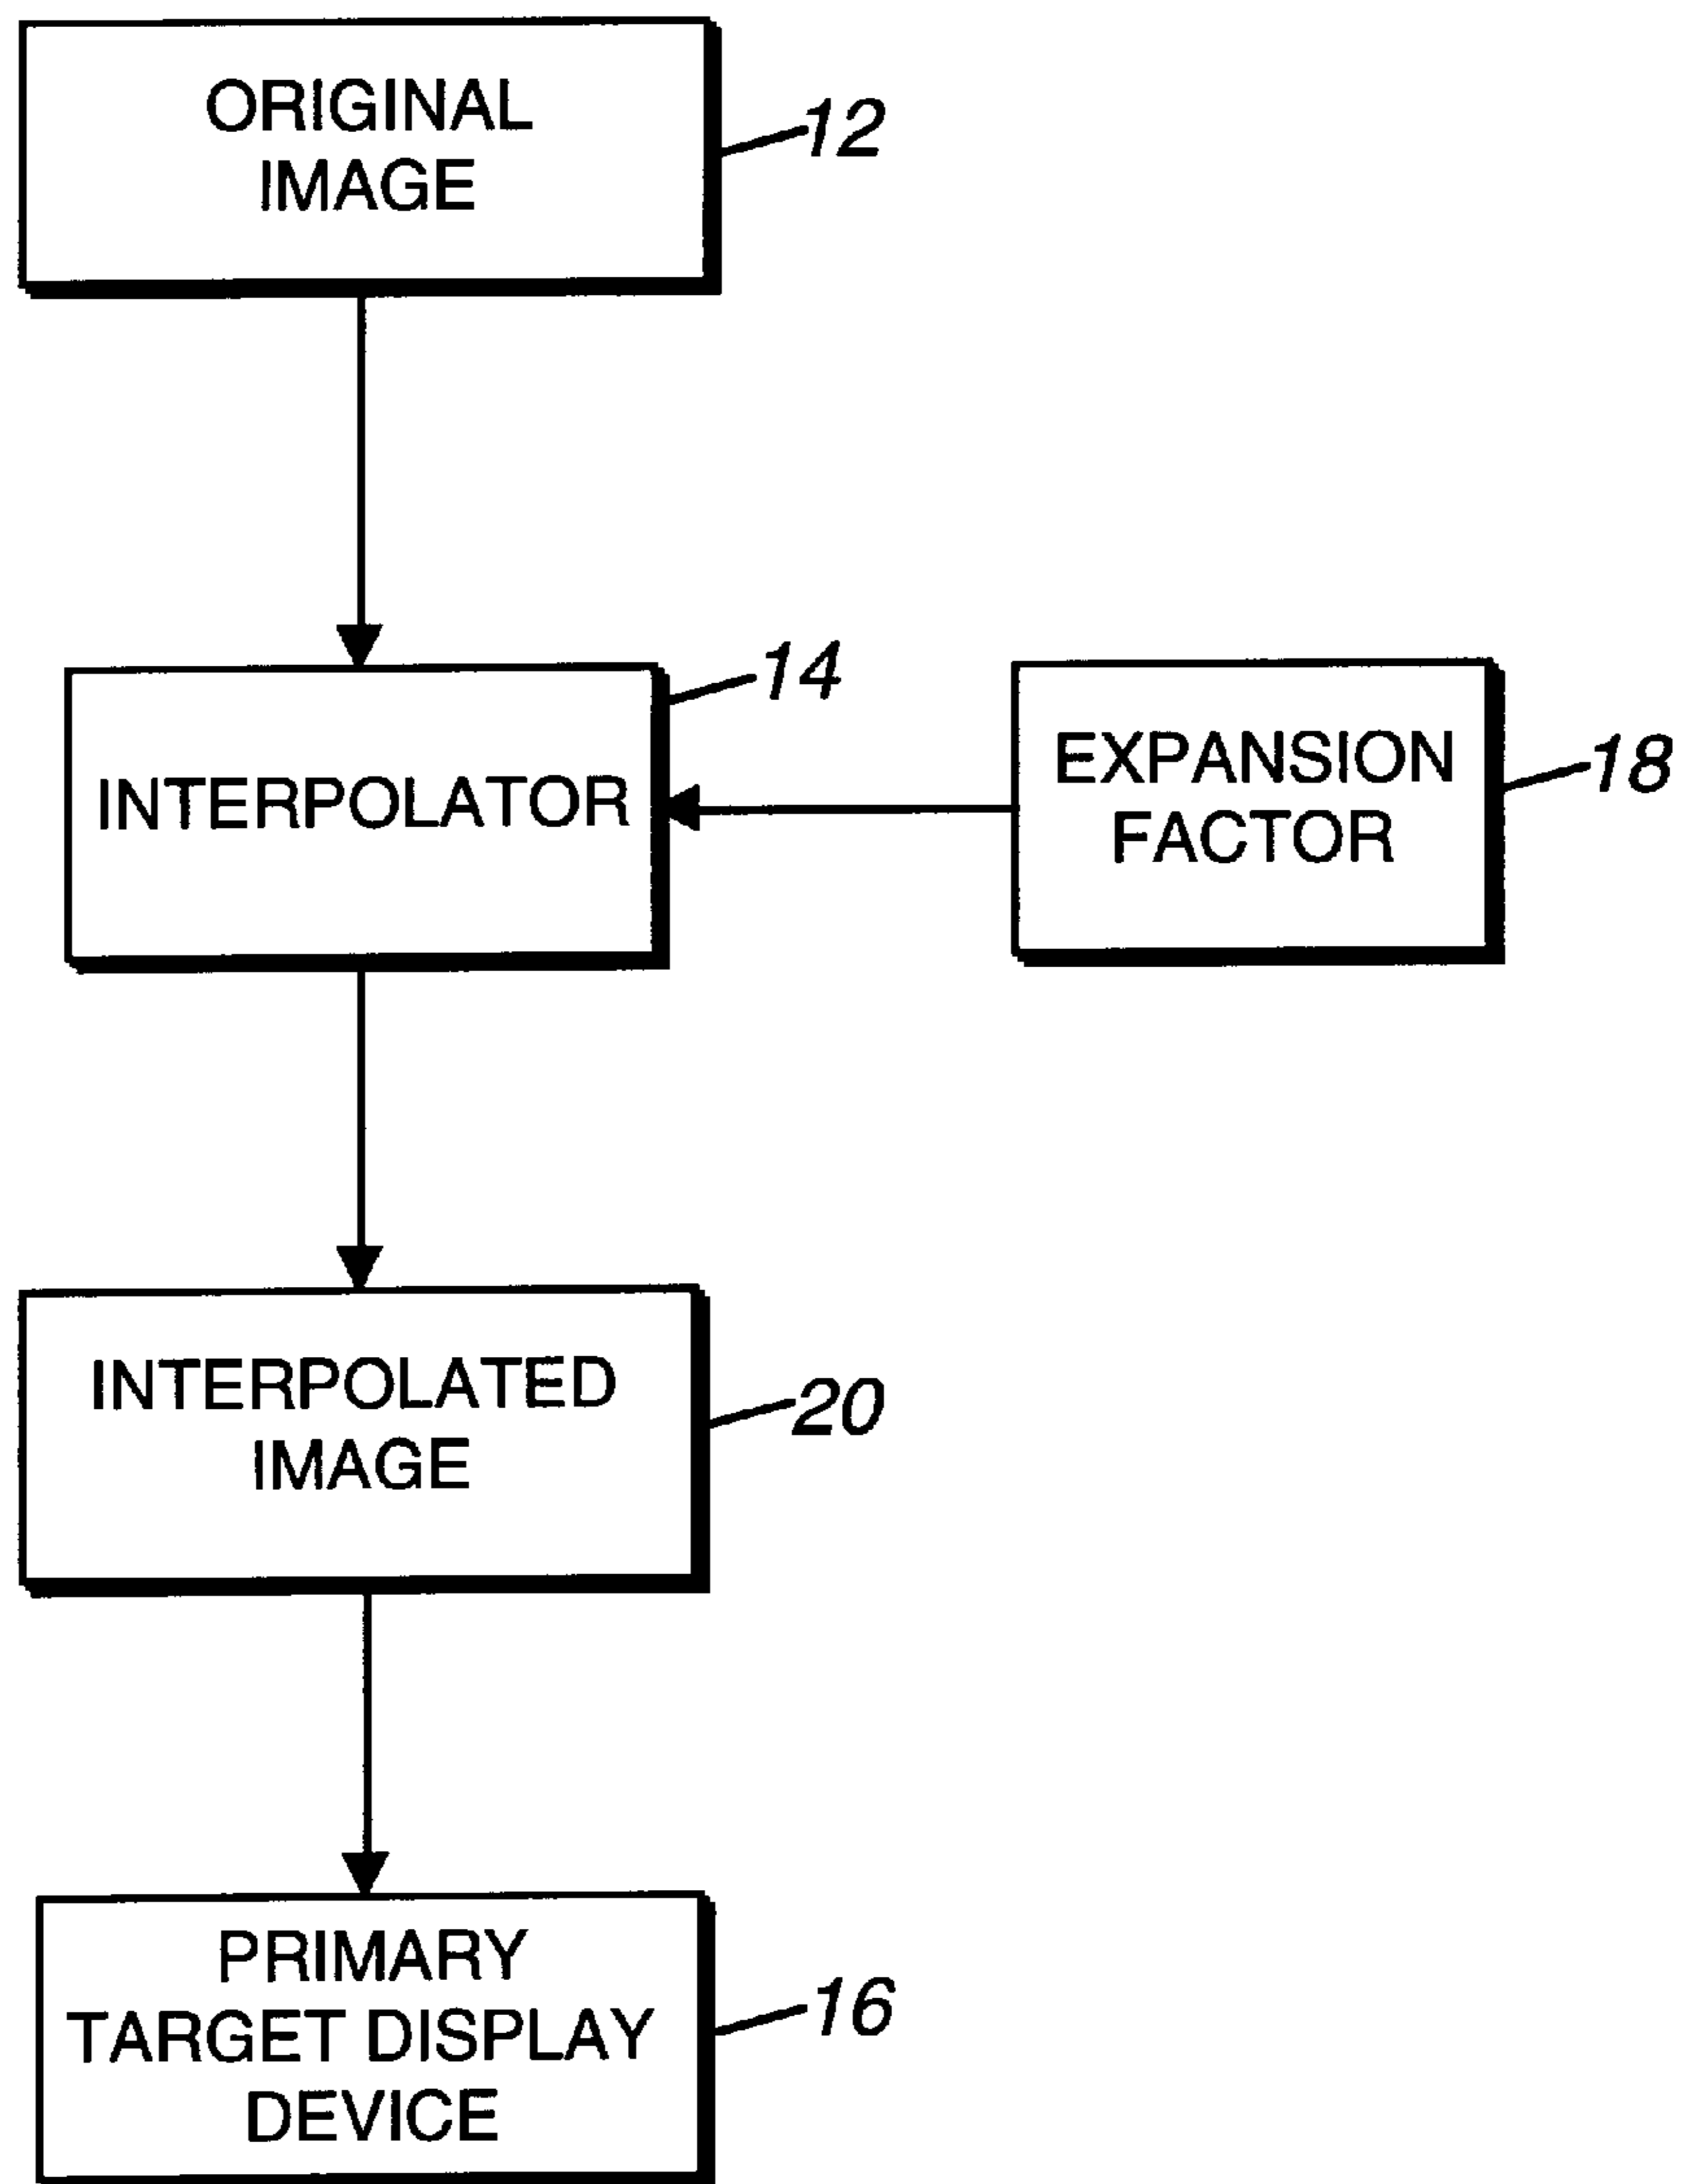 ORIGINAL
IMAGE
12
14
INTERPOLATOR
EXPANSION
FACTOR
18
INTERPOLATED
IMAGE
20
PRIMARY
TARGET DISPLAY
DEVICE
16